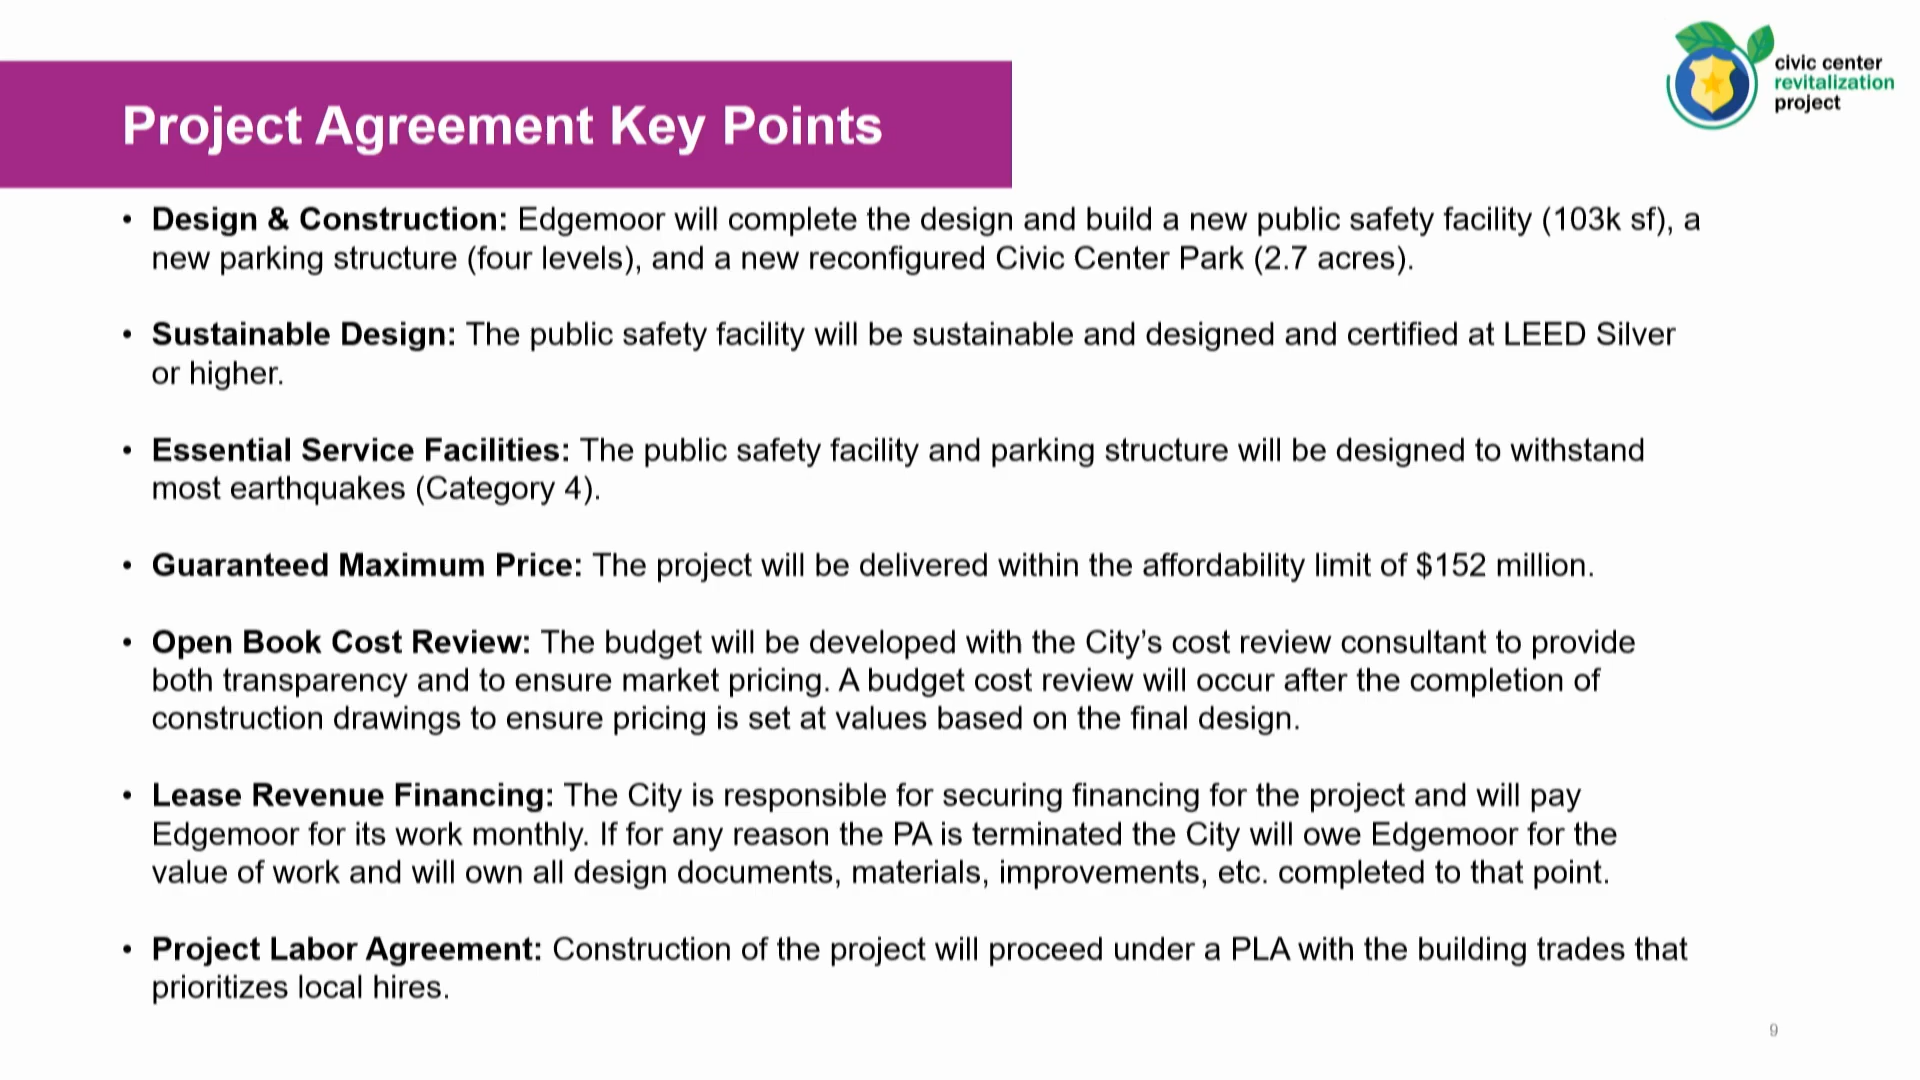 civic center
revitalization
project
Project Agreement Key Points
• Design & Construction: Edgemoor will complete the design and build a new public safety facility (103k sf), a
new parking structure (four levels), and a new reconfigured Civic Center Park (2.7 acres).
• Sustainable Design: The public safety facility will be sustainable and designed and certified at LEED Silver
or higher.
• Essential Service Facilities: The public safety facility and parking structure will be designed to withstand
most earthquakes (Category 4).
• Guaranteed Maximum Price: The project will be delivered within the affordability limit of $152 million.
• Open Book Cost Review: The budget will be developed with the City’s cost review consultant to provide
both transparency and to ensure market pricing. A budget cost review will occur after the completion of
construction drawings to ensure pricing is set at values based on the final design.
• Lease Revenue Financing: The City is responsible for securing financing for the project and will pay
Edgemoor for its work monthly. If for any reason the PA is terminated the City will owe Edgemoor for the
value of work and will own all design documents, materials, improvements, etc. completed to that point.
• Project Labor Agreement: Construction of the project will proceed under a PLA with the building trades that
prioritizes local hires.
9